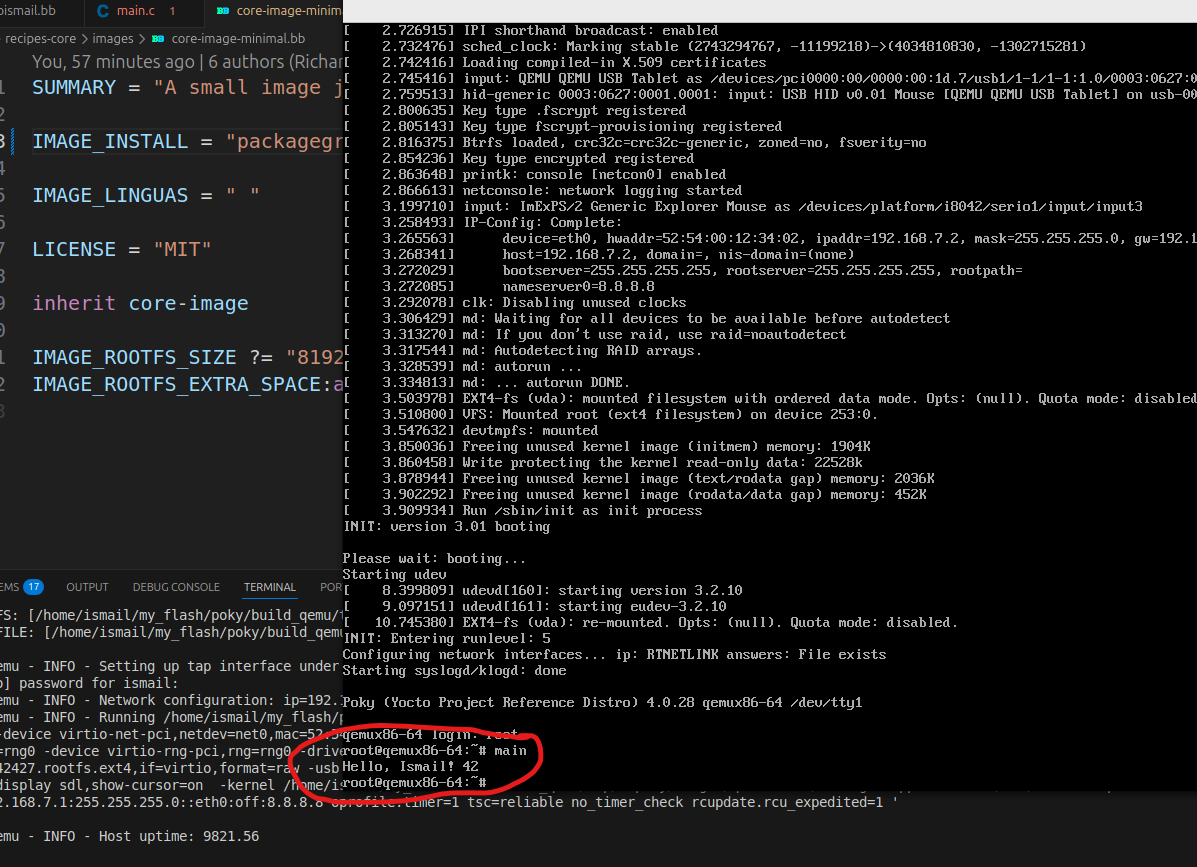 oismail.bb
main.c 1
core-image-minim
recipes-core > images > core-image-minimal.bb
You, 57 minutes ago | 6 authors (Richar
SUMMARY = "A small image j
IMAGE_INSTALL = "packagegr
IMAGE_LINGUAS = " "
LICENSE = "MIT"
inherit core-image
IMAGE_ROOTFS_SIZE ?= "8192
IMAGE_ROOTFS_EXTRA_SPACE:a
EMS 17 OUTPUT DEBUG CONSOLE TERMINAL POR
FS: [/home/ismail/my_flash/poky/build_qemu/t
FILE: [/home/ismail/my_flash/poky/build_qemu
emu - INFO - Setting up tap interface under
o] password for ismail:
emu - INFO - Network configuration: ip=192.1
emu - INFO - Running /home/ismail/my_flash/p
-device virtio-net-pci,netdev=net0,mac=52:54
=rng0 -device virtio-rng-pci,rng=rng0 -drive
42427.rootfs.ext4,if=virtio,format=raw -usb
display sdl,show-cursor=on -kernel /home/is
2.168.7.1:255.255.255.0::eth0:off:8.8.8.8 oprofile.timer=1 tsc=reliable no_timer_check rcupdate.rcu_expedited=1 '
emu - INFO - Host uptime: 9821.56
[ 2.726915] IPI shorthand broadcast: enabled
[ 2.732476] sched_clock: Marking stable (2743294767, -11199218)->(4034810830, -1302715281)
[ 2.742416] Loading compiled-in X.509 certificates
[ 2.745416] input: QEMU QEMU USB Tablet as /devices/pci0000:00/0000:00:1d.7/usb1/1-1/1-1:1.0/0003:0627:0
[ 2.759513] hid-generic 0003:0627:0001.0001: input: USB HID v0.01 Mouse [QEMU QEMU USB Tablet] on usb-00
[ 2.800635] Key type .fscrypt registered
[ 2.805143] Key type fscrypt-provisioning registered
[ 2.816375] Btrfs loaded, crc32c=crc32c-generic, zoned=no, fsverity=no
[ 2.854236] Key type encrypted registered
[ 2.863648] printk: console [netcon0] enabled
[ 2.866613] netconsole: network logging started
[ 3.199710] input: ImExPS/2 Generic Explorer Mouse as /devices/platform/i8042/serio1/input/input3
[ 3.258493] IP-Config: Complete:
[ 3.265563] device=eth0, hwaddr=52:54:00:12:34:02, ipaddr=192.168.7.2, mask=255.255.255.0, gw=192.1
[ 3.268341] host=192.168.7.2, domain=, nis-domain=(none)
[ 3.272029] bootserver=255.255.255.255, rootserver=255.255.255.255, rootpath=
[ 3.272085] nameserver0=8.8.8.8
[ 3.292078] clk: Disabling unused clocks
[ 3.306429] md: Waiting for all devices to be available before autodetect
[ 3.313270] md: If you don't use raid, use raid=noautodetect
[ 3.317544] md: Autodetecting RAID arrays.
[ 3.328539] md: autorun ...
[ 3.334813] md: ... autorun DONE.
[ 3.503978] EXT4-fs (vda): mounted filesystem with ordered data mode. Opts: (null). Quota mode: disabled
[ 3.510800] VFS: Mounted root (ext4 filesystem) on device 253:0.
[ 3.547632] devtmpfs: mounted
[ 3.850036] Freeing unused kernel image (initmem) memory: 1904K
[ 3.860458] Write protecting the kernel read-only data: 22528k
[ 3.878944] Freeing unused kernel image (text/rodata gap) memory: 2036K
[ 3.902292] Freeing unused kernel image (rodata/data gap) memory: 452K
[ 3.909934] Run /sbin/init as init process
INIT: version 3.01 booting
Please wait: booting...
Starting udev
[ 8.399809] udevd[160]: starting version 3.2.10
[ 9.097151] udevd[161]: starting eudev-3.2.10
[ 10.745380] EXT4-fs (vda): re-mounted. Opts: (null). Quota mode: disabled.
INIT: Entering runlevel: 5
Configuring network interfaces... ip: RTNETLINK answers: File exists
Starting syslogd/klogd: done
Poky (Yocto Project Reference Distro) 4.0.28 qemux86-64 /dev/tty1
qemux86-64 login: root
root@qemux86-64:~# main
Hello, Ismail! 42
root@qemux86-64:~#